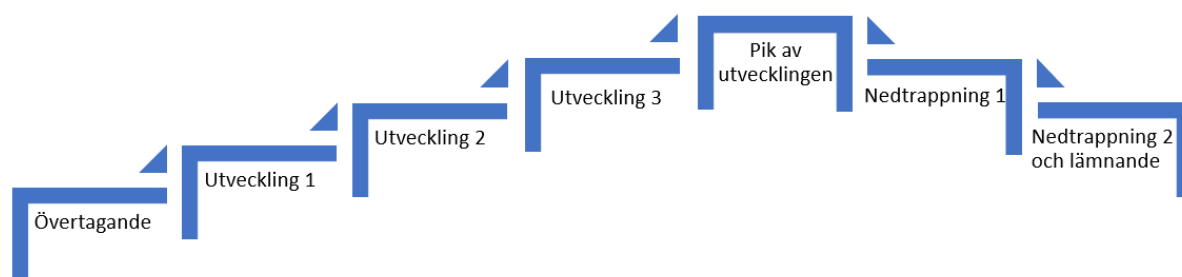 Övertagande
Utveckling 1
Utveckling 2
Utveckling 3
Pik av
utvecklingen
Nedtrappning 1
Nedtrappning 2
och lämnande